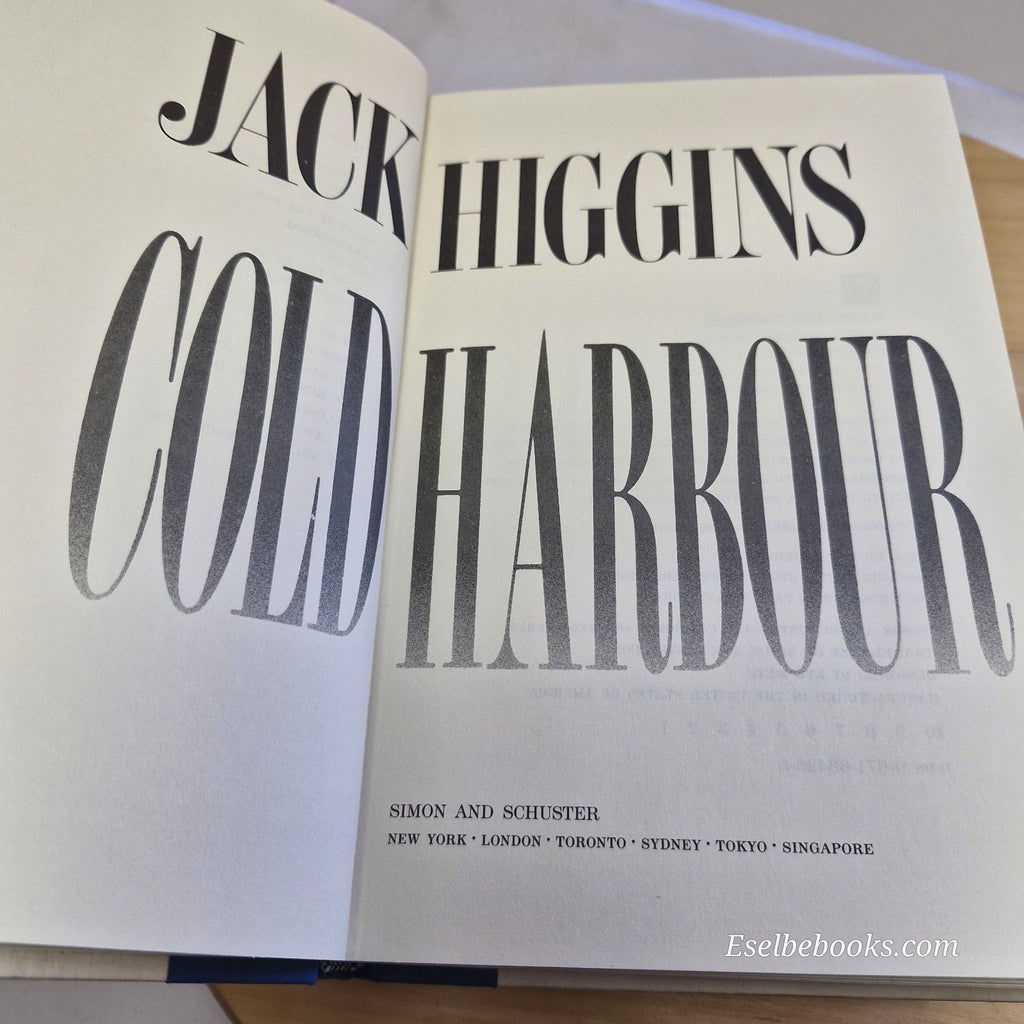 JACK HIGGINS
COLD HARBOUR
SIMON AND SCHUSTER
NEW YORK · LONDON · TORONTO · SYDNEY · TOKYO · SINGAPORE
Eselbebooks.com